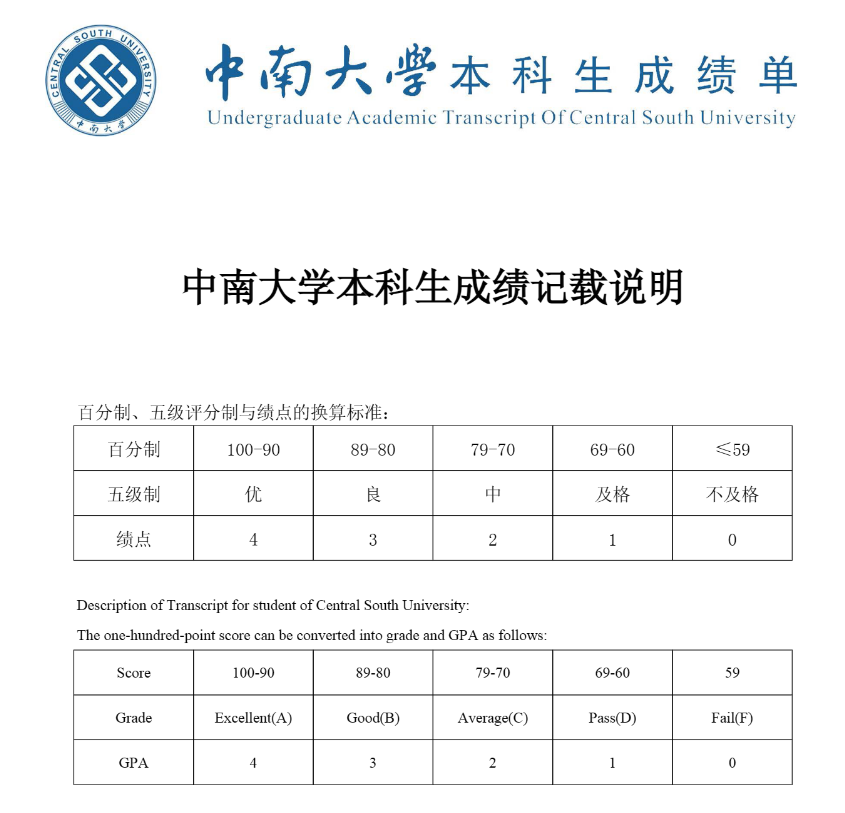 CENTRAL SOUTH UNIVERSITY
中南大学
中南大學本科生成绩单
Undergraduate Academic Transcript Of Central South University
中南大学本科生成绩记载说明
百分制、五级评分制与绩点的换算标准:
百分制 100-90 89-80 79-70 69-60 ≤59
五级制 优 良 中 及格 不及格
绩点 4 3 2 1 0
Description of Transcript for student of Central South University:
The one-hundred-point score can be converted into grade and GPA as follows:
Score 100-90 89-80 79-70 69-60 59
Grade Excellent(A) Good(B) Average(C) Pass(D) Fail(F)
GPA 4 3 2 1 0